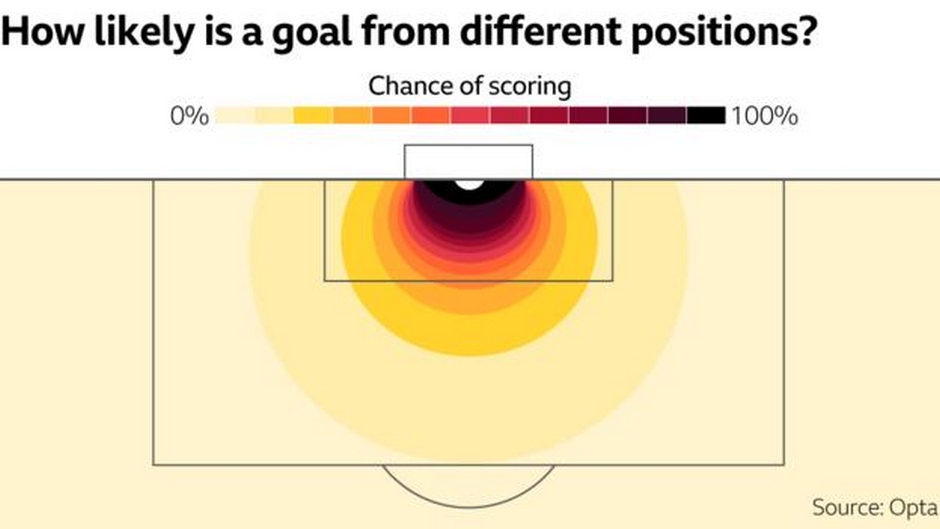 How likely is a goal from different positions?
Chance of scoring
0% 100%
Source: Opta